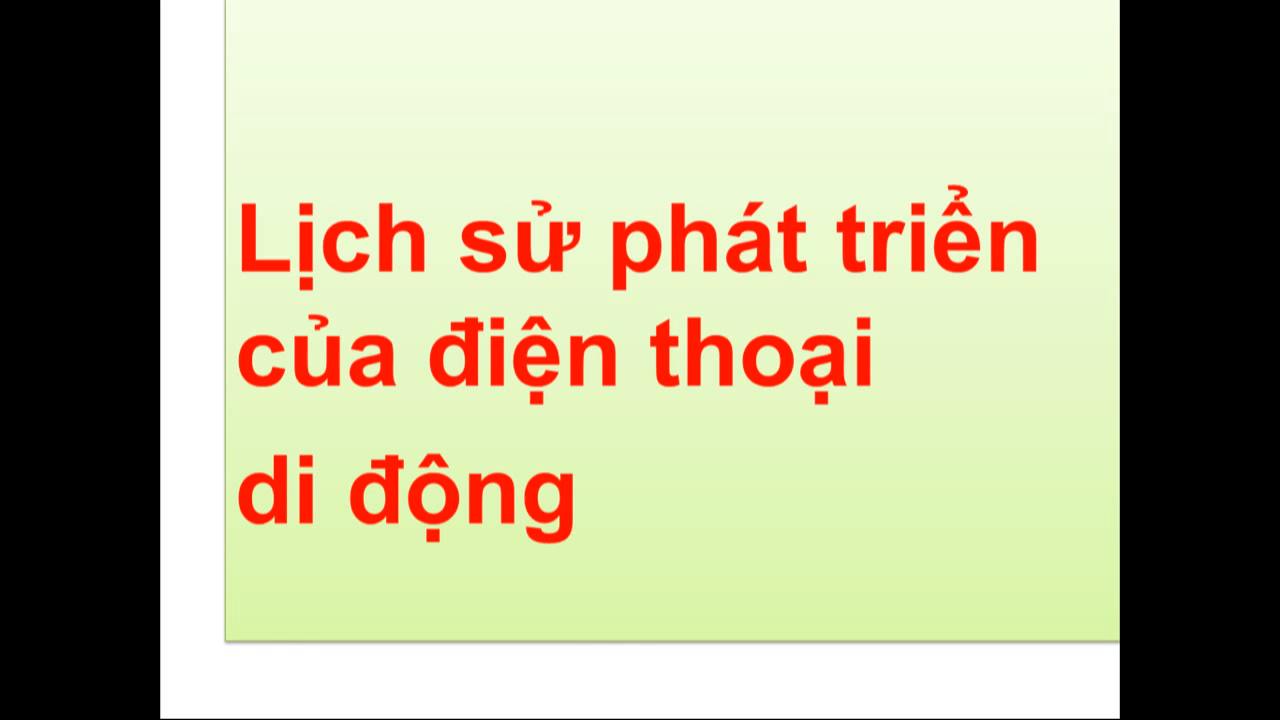 Lịch sử phát triển
của điện thoại
di động